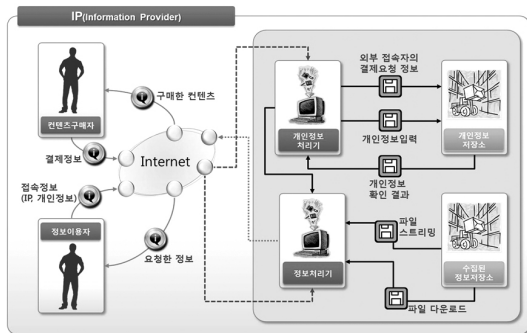 IP(Information Provider)
컨텐츠구매자
구매한 컨텐츠
결제정보
Internet
접속정보
(IP, 개인정보)
정보이용자
요청한 정보
개인정보
처리기
외부 접속자의
결제요청 정보
개인정보입력
개인정보
확인 결과
개인정보
저장소
정보처리기
파일
스트리밍
파일 다운로드
수집된
정보저장소